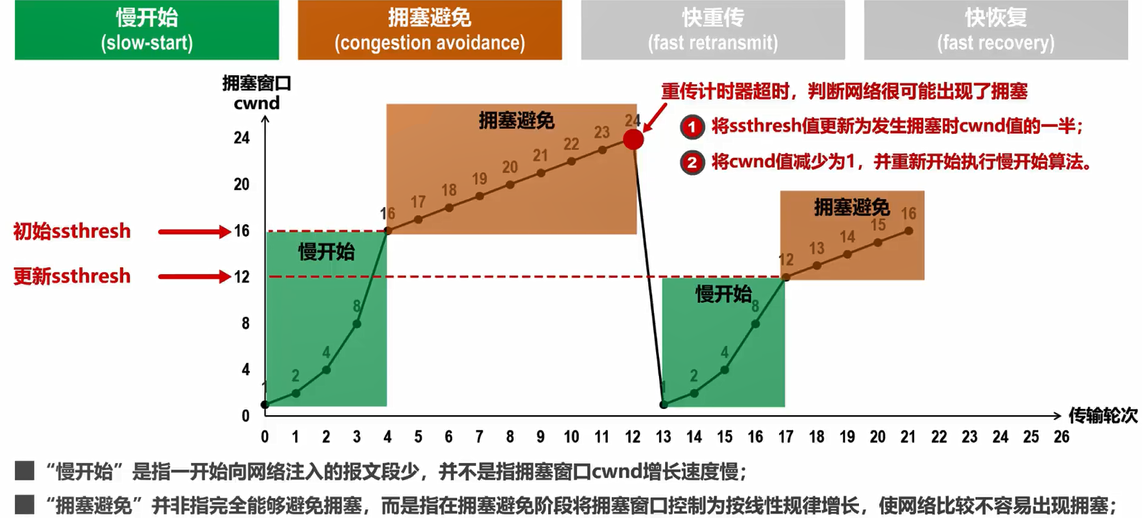 慢开始
(slow-start)
拥塞避免
(congestion avoidance)
快重传
(fast retransmit)
快恢复
(fast recovery)
拥塞窗口
cwnd
重传计时器超时，判断网络很可能出现了拥塞
1 将ssthresh值更新为发生拥塞时cwnd值的一半；
2 将cwnd值减少为1，并重新开始执行慢开始算法。
拥塞避免
24
20
16
12
8
4
0
初始ssthresh
更新ssthresh
慢开始
1 2 4 8 16 17 18 19 20 21 22 23 24
慢开始
1 2 4 8 12 13 14 15 16
拥塞避免
0 1 2 3 4 5 6 7 8 9 10 11 12 13 14 15 16 17 18 19 20 21 22 23 24 25 26
传输轮次
“慢开始”是指一开始向网络注入的报文段少，并不是指拥塞窗口cwnd增长速度慢；
“拥塞避免”并非指完全能够避免拥塞，而是指在拥塞避免阶段将拥塞窗口控制为按线性规律增长，使网络比较不容易出现拥塞；